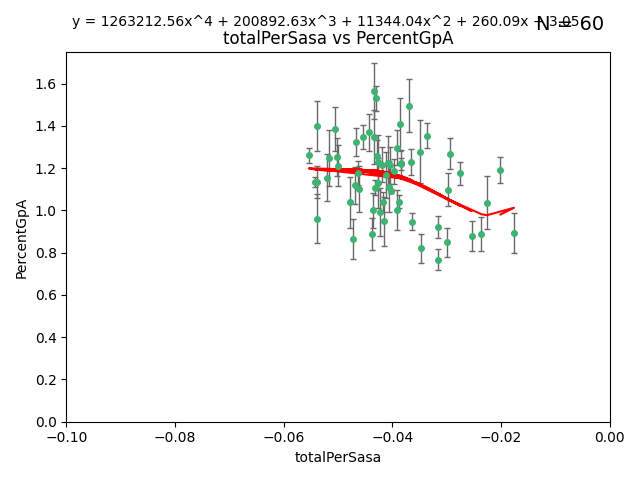 y = 1263212.56x^4 + 200892.63x^3 + 11344.04x^2 + 260.09x + 3.05
N = 60
totalPerSasa vs PercentGpA
PercentGpA
1.6
1.4
1.2
1.0
0.8
0.6
0.4
0.2
0.0
−0.10 −0.08 −0.06 −0.04 −0.02 0.00
totalPerSasa